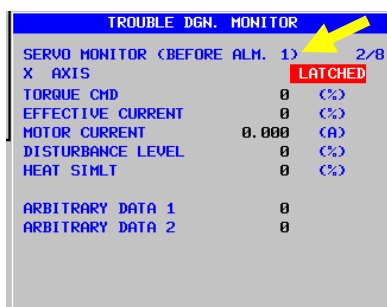 TROUBLE DGN. MONITOR
SERVO MONITOR (BEFORE ALM. 1) 2/8
X AXIS LATCHED
TORQUE CMD 0 (%)
EFFECTIVE CURRENT 0 (%)
MOTOR CURRENT 0.000 (A)
DISTURBANCE LEVEL 0 (%)
HEAT SIMLT 0 (%)
ARBITRARY DATA 1 0
ARBITRARY DATA 2 0